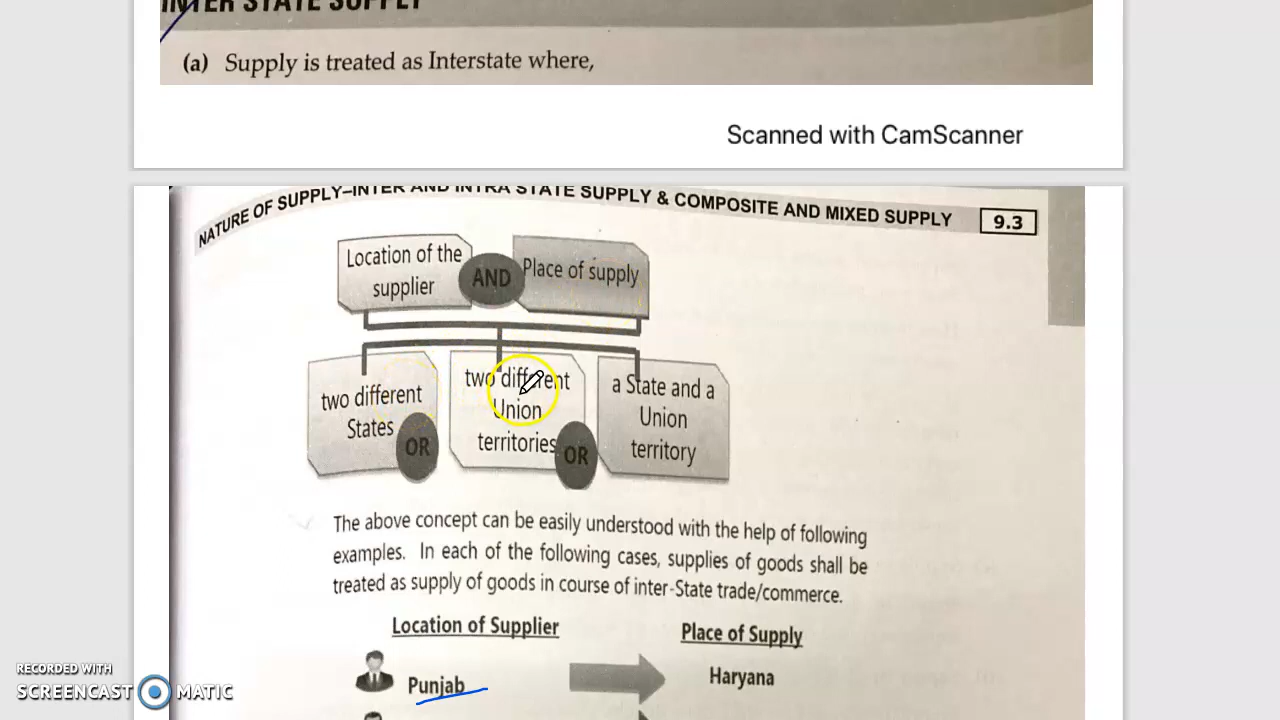 INTER STATE SUPPLY
(a) Supply is treated as Interstate where,
Scanned with CamScanner
NATURE OF SUPPLY–INTER AND INTRA STATE SUPPLY & COMPOSITE AND MIXED SUPPLY 9.3
Location of the
supplier
AND
Place of supply
two different
States
OR
two different
Union
territories
OR
a State and a
Union
territory
The above concept can be easily understood with the help of following
examples. In each of the following cases, supplies of goods shall be
treated as supply of goods in course of inter-State trade/commerce.
Location of Supplier Place of Supply
Punjab Haryana
RECORDED WITH
SCREENCAST MATIC